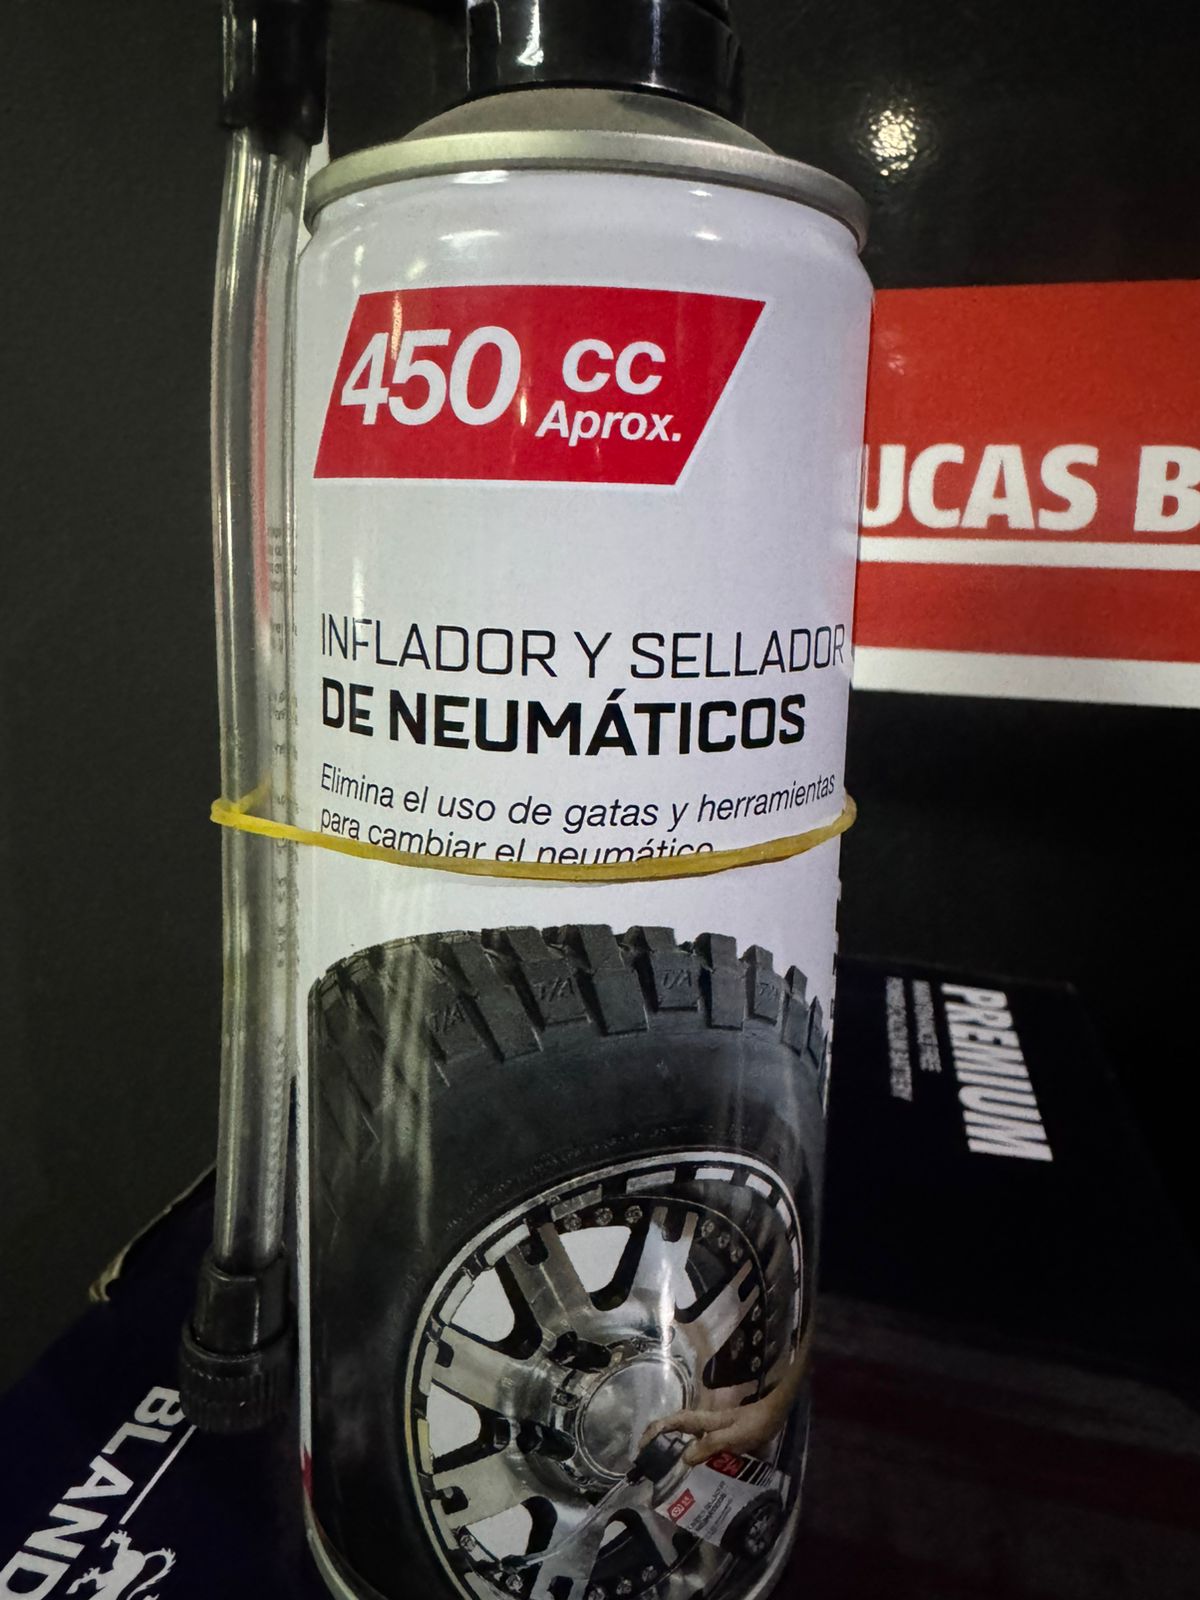 450 CC
Aprox.
INFLADOR Y SELLADOR
DE NEUMÁTICOS
Elimina el uso de gatas y herramientas
para cambiar el neumático
T/A T/A T/A T/A
UCAS B
PREMIUM
BLAND